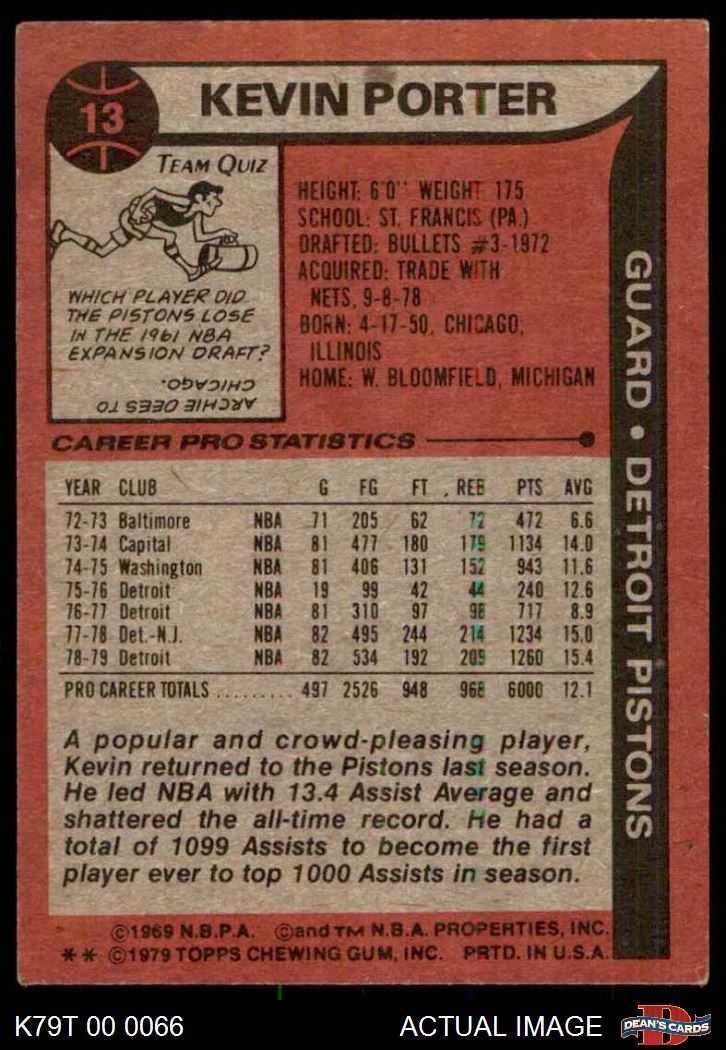 13
KEVIN PORTER
TEAM QUIZ
WHICH PLAYER DID
THE PISTONS LOSE
IN THE 1961 NBA
EXPANSION DRAFT?
ARCHIE DEES TO
CHICAGO.
HEIGHT: 6'0" WEIGHT 175
SCHOOL: ST. FRANCIS (PA.)
DRAFTED: BULLETS #3-1972
ACQUIRED: TRADE WITH
NETS, 9-8-78
BORN: 4-17-50, CHICAGO,
ILLINOIS
HOME: W. BLOOMFIELD, MICHIGAN
GUARD • DETROIT PISTONS
CAREER PRO STATISTICS
YEAR CLUB G FG FT REB PTS AVG
72-73 Baltimore NBA 71 205 62 72 472 6.6
73-74 Capital NBA 81 477 180 179 1134 14.0
74-75 Washington NBA 81 406 131 152 943 11.6
75-76 Detroit NBA 19 99 42 44 240 12.6
76-77 Detroit NBA 81 310 97 98 717 8.9
77-78 Det.-N.J. NBA 82 495 244 214 1234 15.0
78-79 Detroit NBA 82 534 192 209 1260 15.4
PRO CAREER TOTALS ......... 497 2526 948 968 6000 12.1
A popular and crowd-pleasing player,
Kevin returned to the Pistons last season.
He led NBA with 13.4 Assist Average and
shattered the all-time record. He had a
total of 1099 Assists to become the first
player ever to top 1000 Assists in season.
©1969 N.B.P.A. ©and TM N.B.A. PROPERTIES, INC.
** ©1979 TOPPS CHEWING GUM, INC. PRTD. IN U.S.A.
K79T 00 0066
ACTUAL IMAGE
D
DEAN'S CARDS